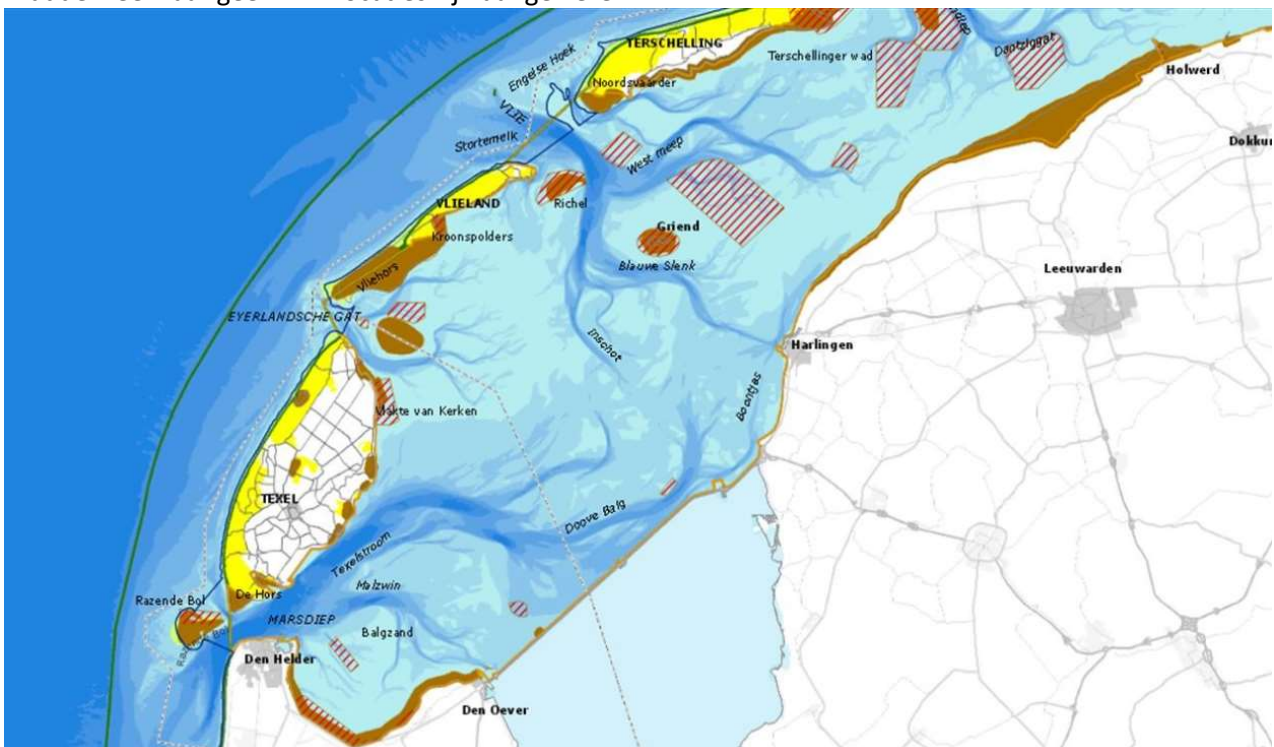 TERSCHELLING
Engelse Hoek
Terschellinger wad
Dantziggat
Holwerd
Noordsvaarder
VLIE
Dokku
Stortemelk
West meep
VLIELAND
Richel
Kroonspolders
Griend
Blauwe Slenk
Leeuwarden
Vliehors
EYERLANDSCHE GAT
Inschot
Harlingen
Vlakte van Kerken
Boontjes
TEXEL
Doove Balg
Texelstroom
Malzwin
De Hors
Razende Bol
MARSDIEP
Balgzand
Den Helder
Den Oever